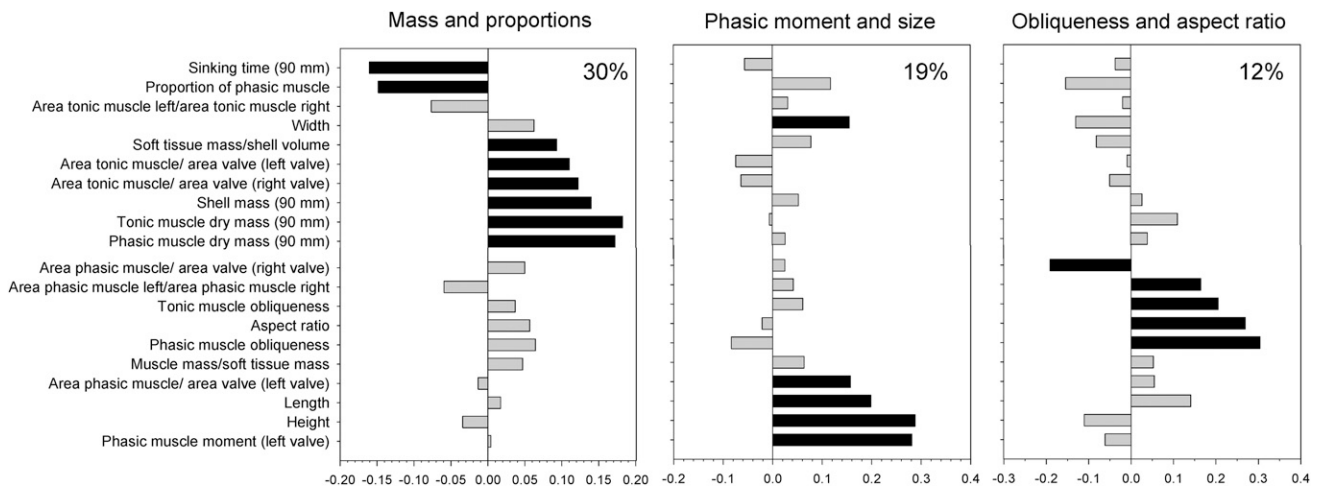 Mass and proportions
Phasic moment and size
Obliqueness and aspect ratio
30%
19%
12%
Sinking time (90 mm)
Proportion of phasic muscle
Area tonic muscle left/area tonic muscle right
Width
Soft tissue mass/shell volume
Area tonic muscle/ area valve (left valve)
Area tonic muscle/ area valve (right valve)
Shell mass (90 mm)
Tonic muscle dry mass (90 mm)
Phasic muscle dry mass (90 mm)
Area phasic muscle/ area valve (right valve)
Area phasic muscle left/area phasic muscle right
Tonic muscle obliqueness
Aspect ratio
Phasic muscle obliqueness
Muscle mass/soft tissue mass
Area phasic muscle/ area valve (left valve)
Length
Height
Phasic muscle moment (left valve)
-0.20 -0.15 -0.10 -0.05 0.00 0.05 0.10 0.15 0.20
-0.2 -0.1 0.0 0.1 0.2 0.3 0.4
-0.3 -0.2 -0.1 0.0 0.1 0.2 0.3 0.4